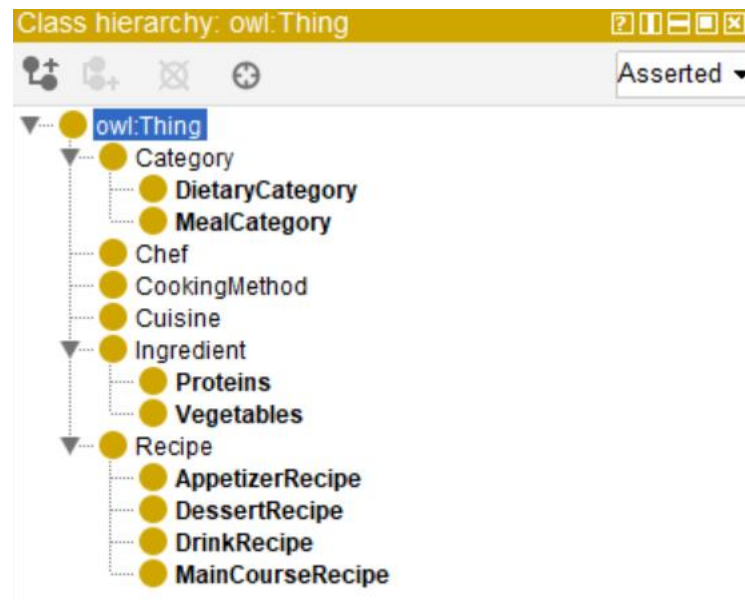 Class hierarchy: owl:Thing
Asserted
owl:Thing
Category
DietaryCategory
MealCategory
Chef
CookingMethod
Cuisine
Ingredient
Proteins
Vegetables
Recipe
AppetizerRecipe
DessertRecipe
DrinkRecipe
MainCourseRecipe